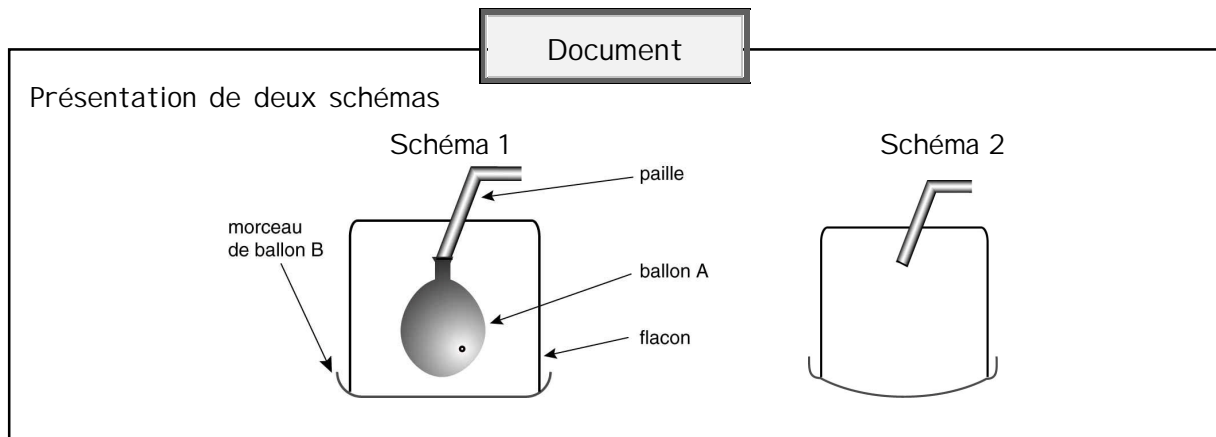 Document
Présentation de deux schémas
Schéma 1
Schéma 2
paille
morceau
de ballon B
ballon A
flacon